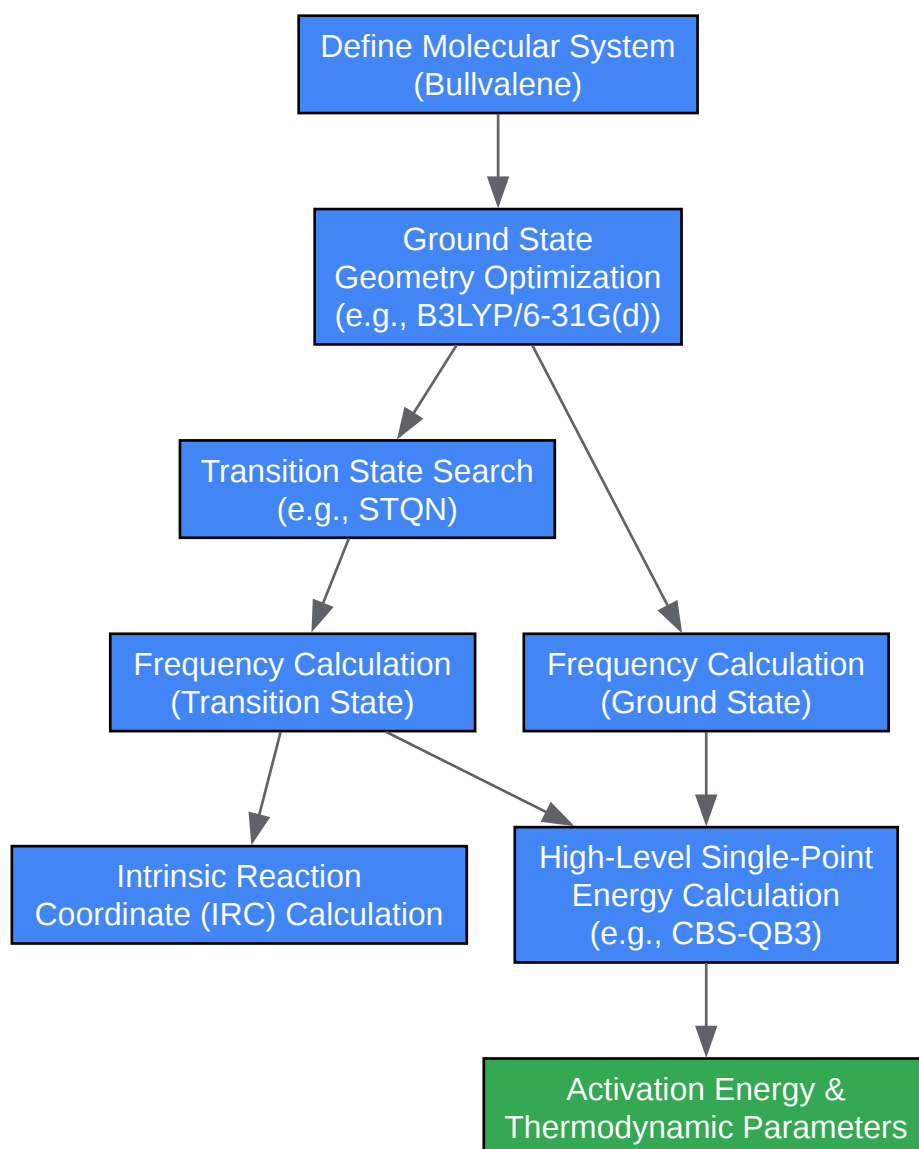 Define Molecular System
(Bullvalene)
Ground State
Geometry Optimization
(e.g., B3LYP/6-31G(d))
Transition State Search
(e.g., STQN)
Frequency Calculation
(Transition State)
Frequency Calculation
(Ground State)
Intrinsic Reaction
Coordinate (IRC) Calculation
High-Level Single-Point
Energy Calculation
(e.g., CBS-QB3)
Activation Energy &
Thermodynamic Parameters